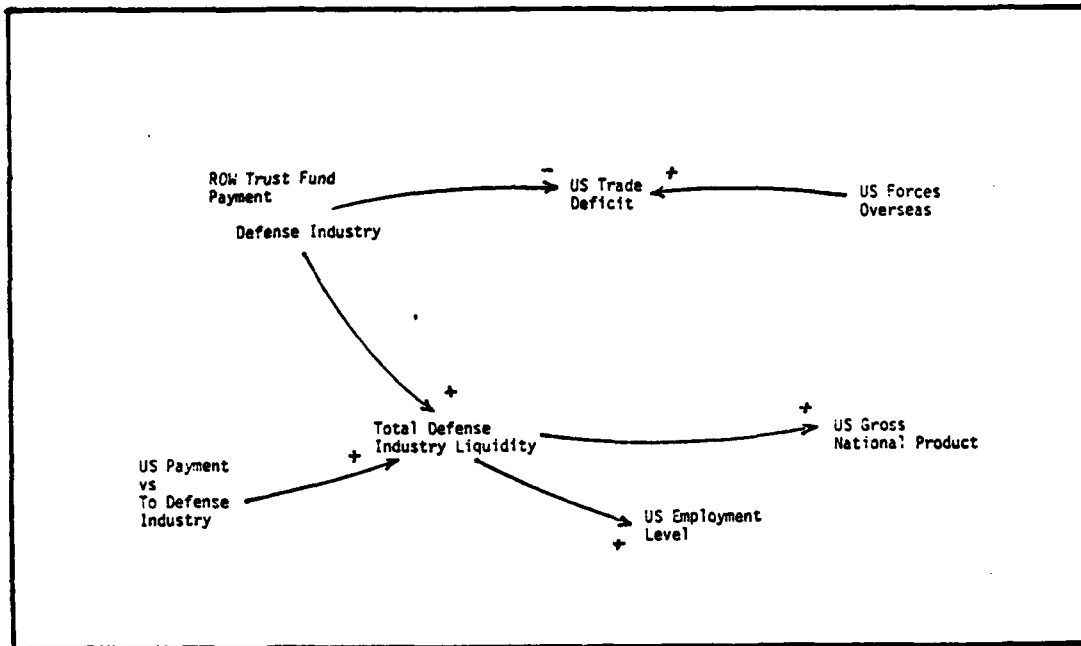 ROW Trust Fund
Payment
Defense Industry
-
US Trade
Deficit
+
US Forces
Overseas
+
Total Defense
Industry Liquidity
+
US Gross
National Product
US Payment
vs
To Defense
Industry
+
US Employment
Level
+